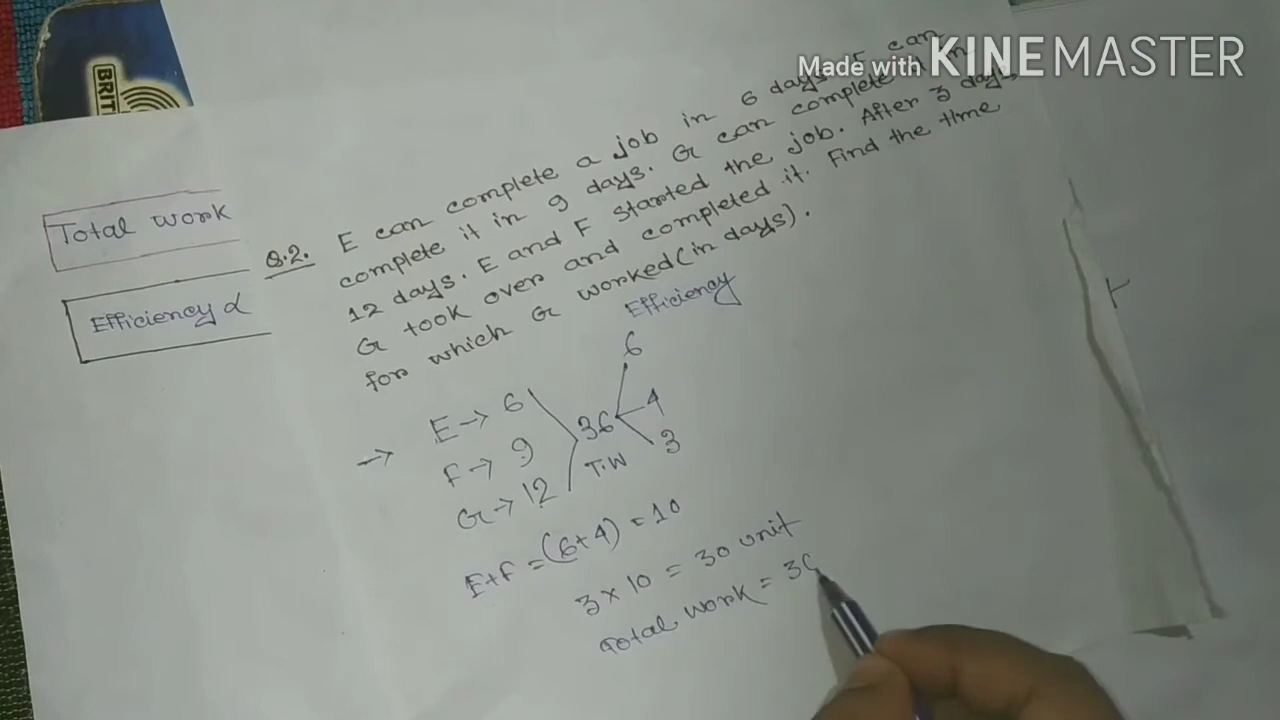 Made with KINEMASTER
BRITI
Total work
Efficiency α
Q.2. E can complete a job in 6 days. F can
complete it in 9 days. G can complete it in
12 days. E and F started the job. After 3 days
G took over and completed it. Find the time
for which G worked (in days).
Efficiency
→ E → 6
F → 9
G → 12
36
T.W
6
4
3
E+F = (6+4) = 10
3 × 10 = 30 unit
Total work = 3